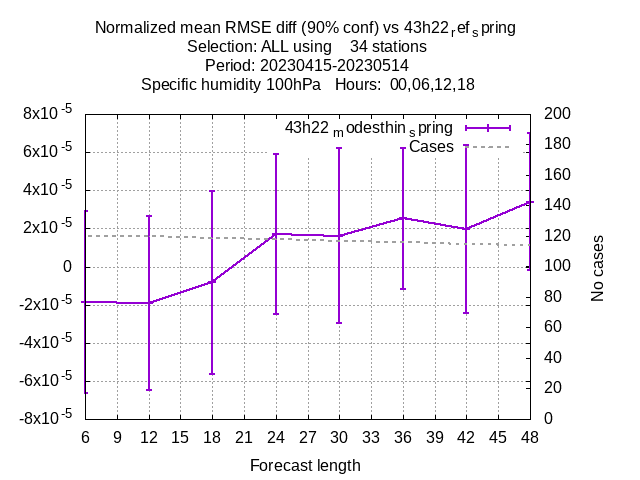 Normalized mean RMSE diff (90% conf) vs 43h22ᵣefₛpring
Selection: ALL using 34 stations
Period: 20230415-20230514
Specific humidity 100hPa Hours: 00,06,12,18
43h22ₘodesthinₛpring
Cases
8x10⁻⁵
6x10⁻⁵
4x10⁻⁵
2x10⁻⁵
0
-2x10⁻⁵
-4x10⁻⁵
-6x10⁻⁵
-8x10⁻⁵
200
180
160
140
120
100
80
60
40
20
0
No cases
6 9 12 15 18 21 24 27 30 33 36 39 42 45 48
Forecast length